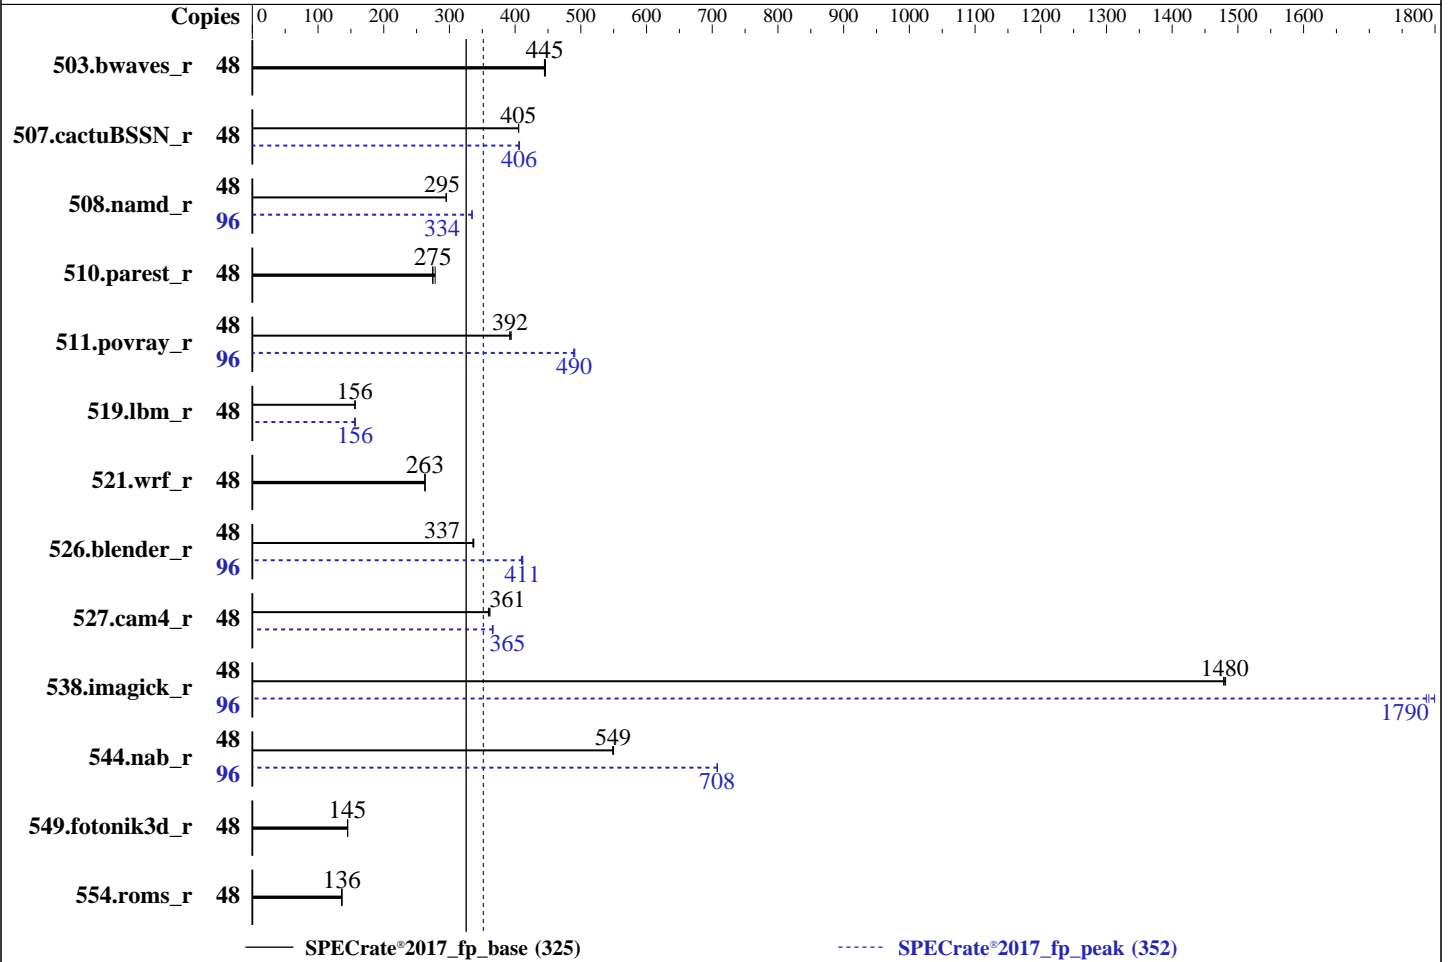 Copies 0 100 200 300 400 500 600 700 800 900 1000 1100 1200 1300 1400 1500 1600 1800
503.bwaves_r 48 445
507.cactuBSSN_r 48 405
406
508.namd_r 48 295
96 334
510.parest_r 48 275
511.povray_r 48 392
96 490
519.lbm_r 48 156
156
521.wrf_r 48 263
526.blender_r 48 337
96 411
527.cam4_r 48 361
365
538.imagick_r 48 1480
96 1790
544.nab_r 48 549
96 708
549.fotonik3d_r 48 145
554.roms_r 48 136
SPECrate®2017_fp_base (325) SPECrate®2017_fp_peak (352)